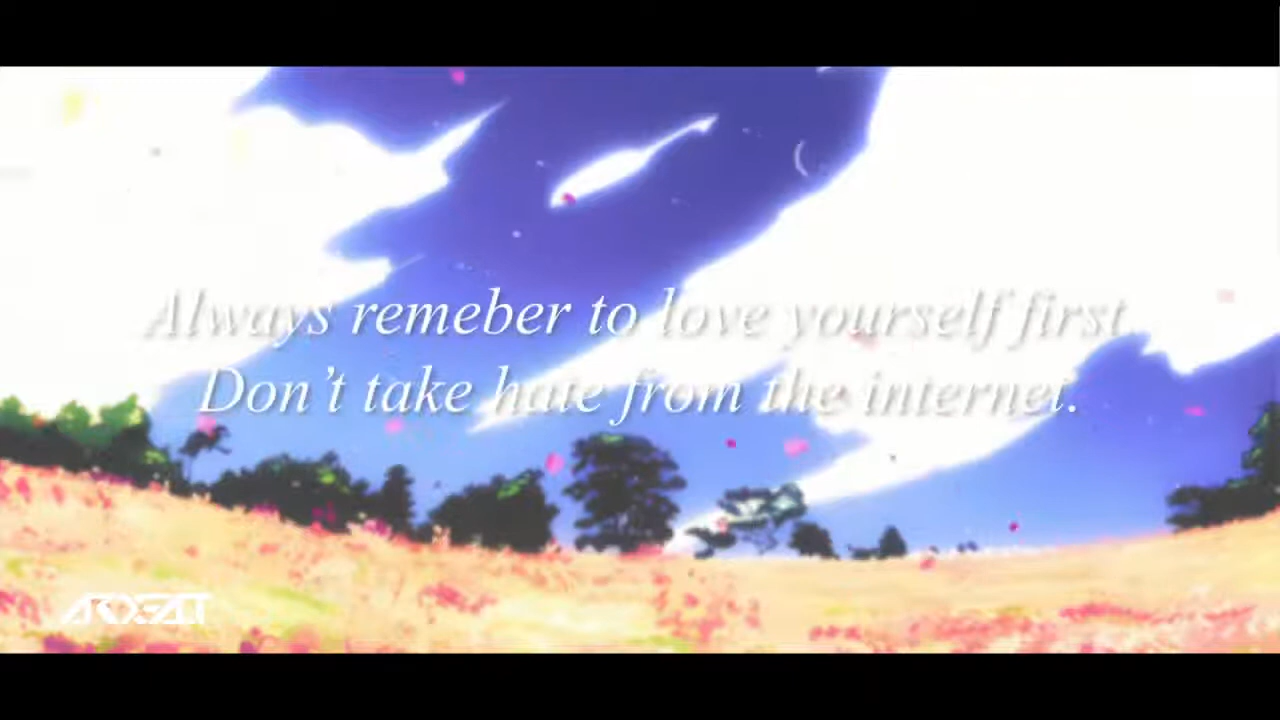 Always remeber to love yourself first.
Don't take hate from the internet.